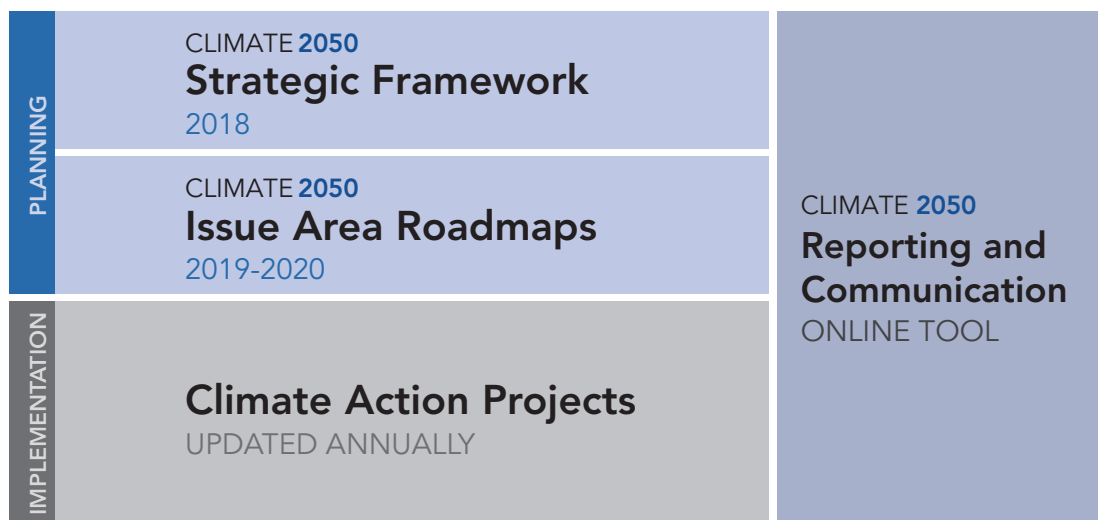 PLANNING
CLIMATE 2050
Strategic Framework
2018
CLIMATE 2050
Issue Area Roadmaps
2019-2020
IMPLEMENTATION
Climate Action Projects
UPDATED ANNUALLY
CLIMATE 2050
Reporting and
Communication
ONLINE TOOL